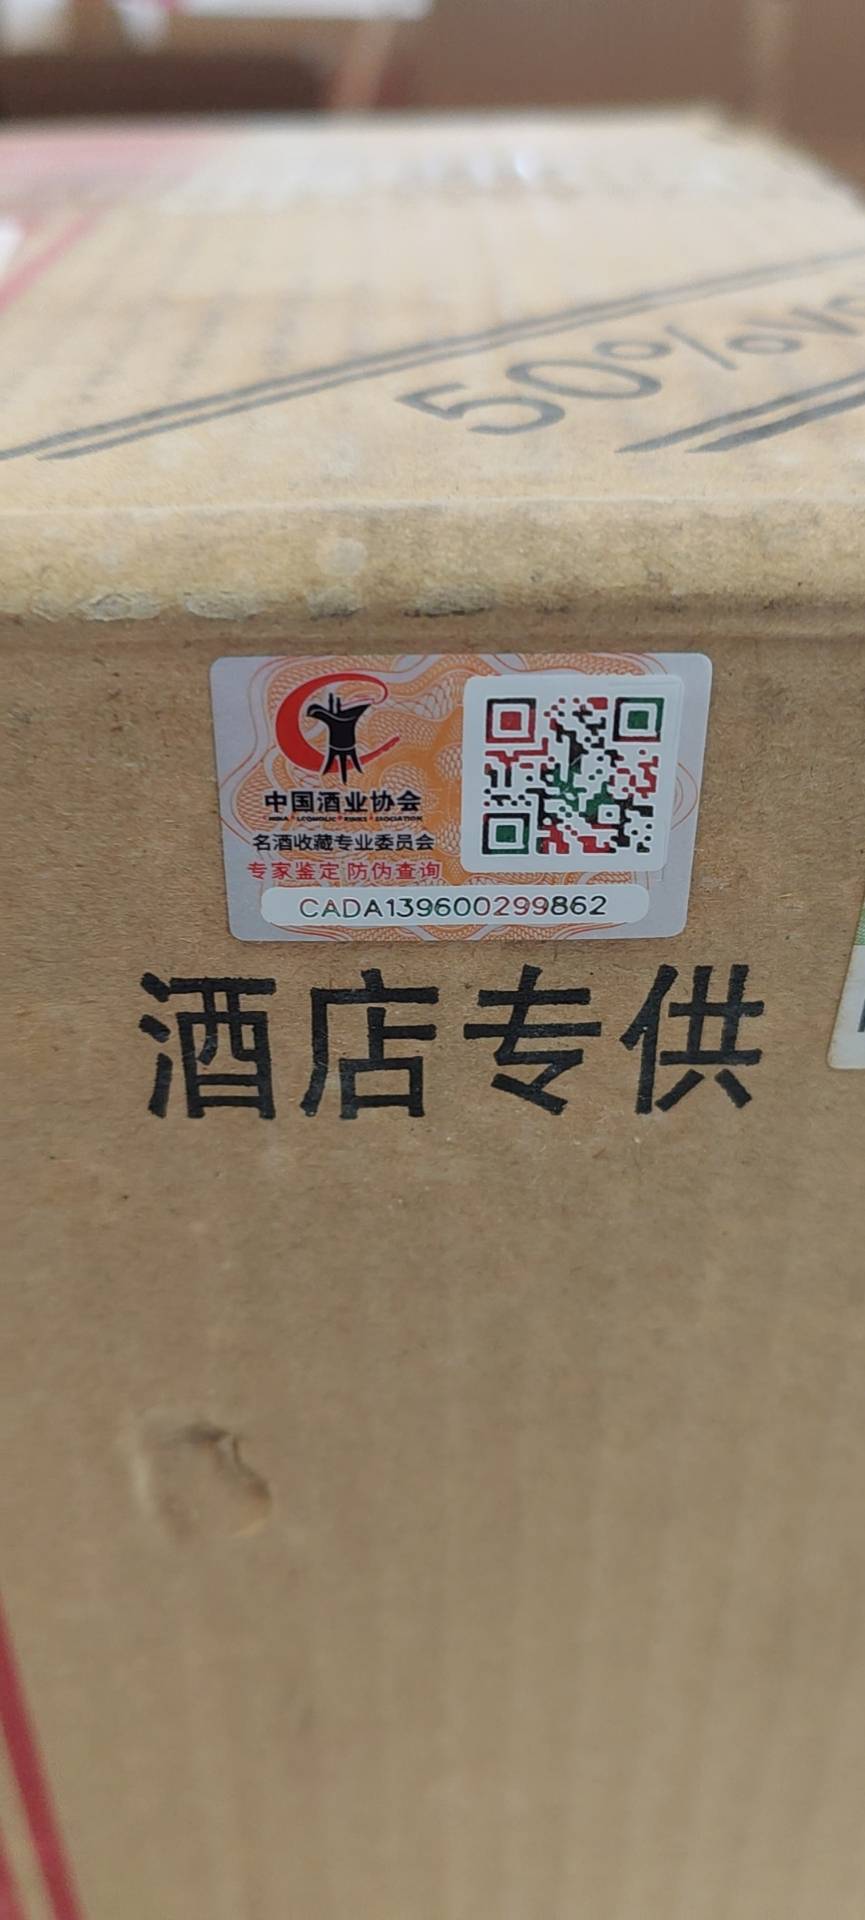 50%vo
中国酒业协会
名酒收藏专业委员会
专家鉴定 防伪查询
CADA139600299862
酒店专供